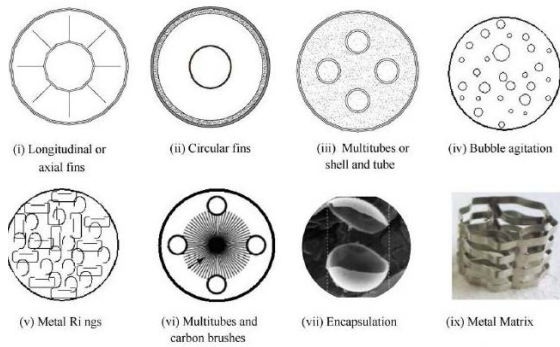 (i) Longitudinal or
axial fins
(ii) Circular fins
(iii) Multitubes or
shell and tube
(iv) Bubble agitation
(v) Metal Ri ngs
(vi) Multitubes and
carbon brushes
(vii) Encapsulation
(ix) Metal Matrix